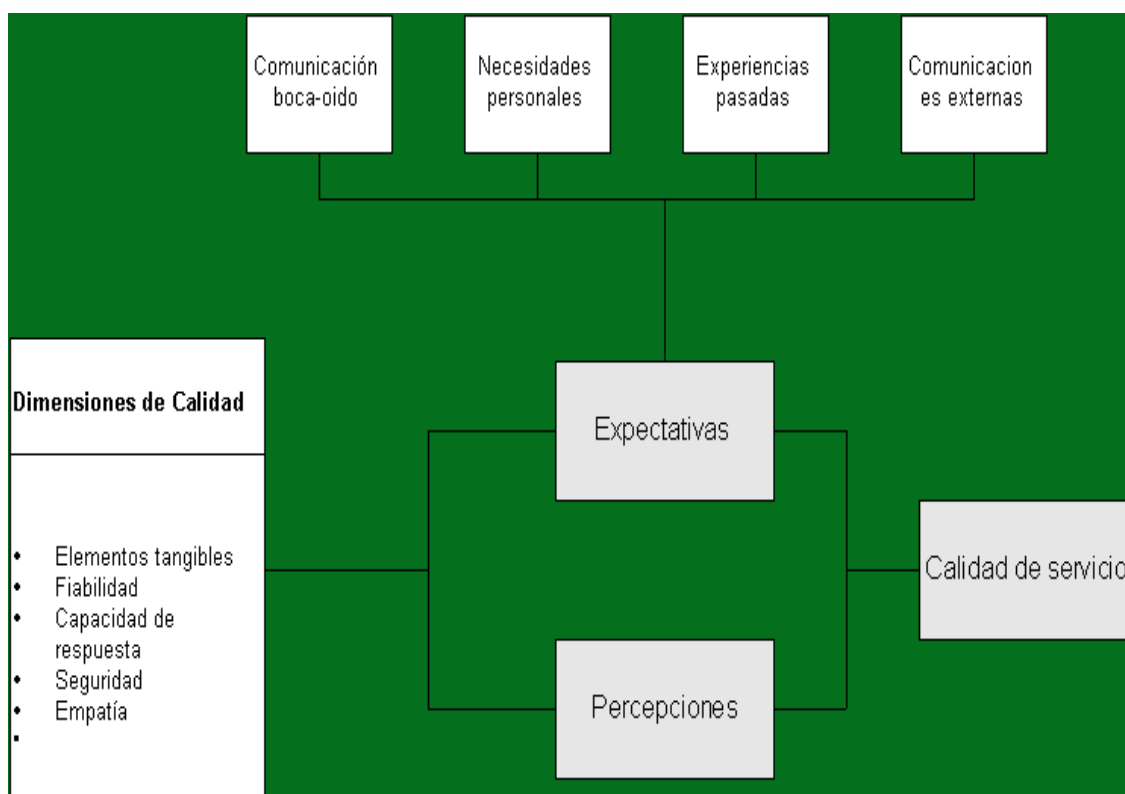 Comunicación
boca-oido
Necesidades
personales
Experiencias
pasadas
Comunicacion
es externas
Dimensiones de Calidad
• Elementos tangibles
• Fiabilidad
• Capacidad de
respuesta
• Seguridad
• Empatía
•
Expectativas
Percepciones
Calidad de servicio